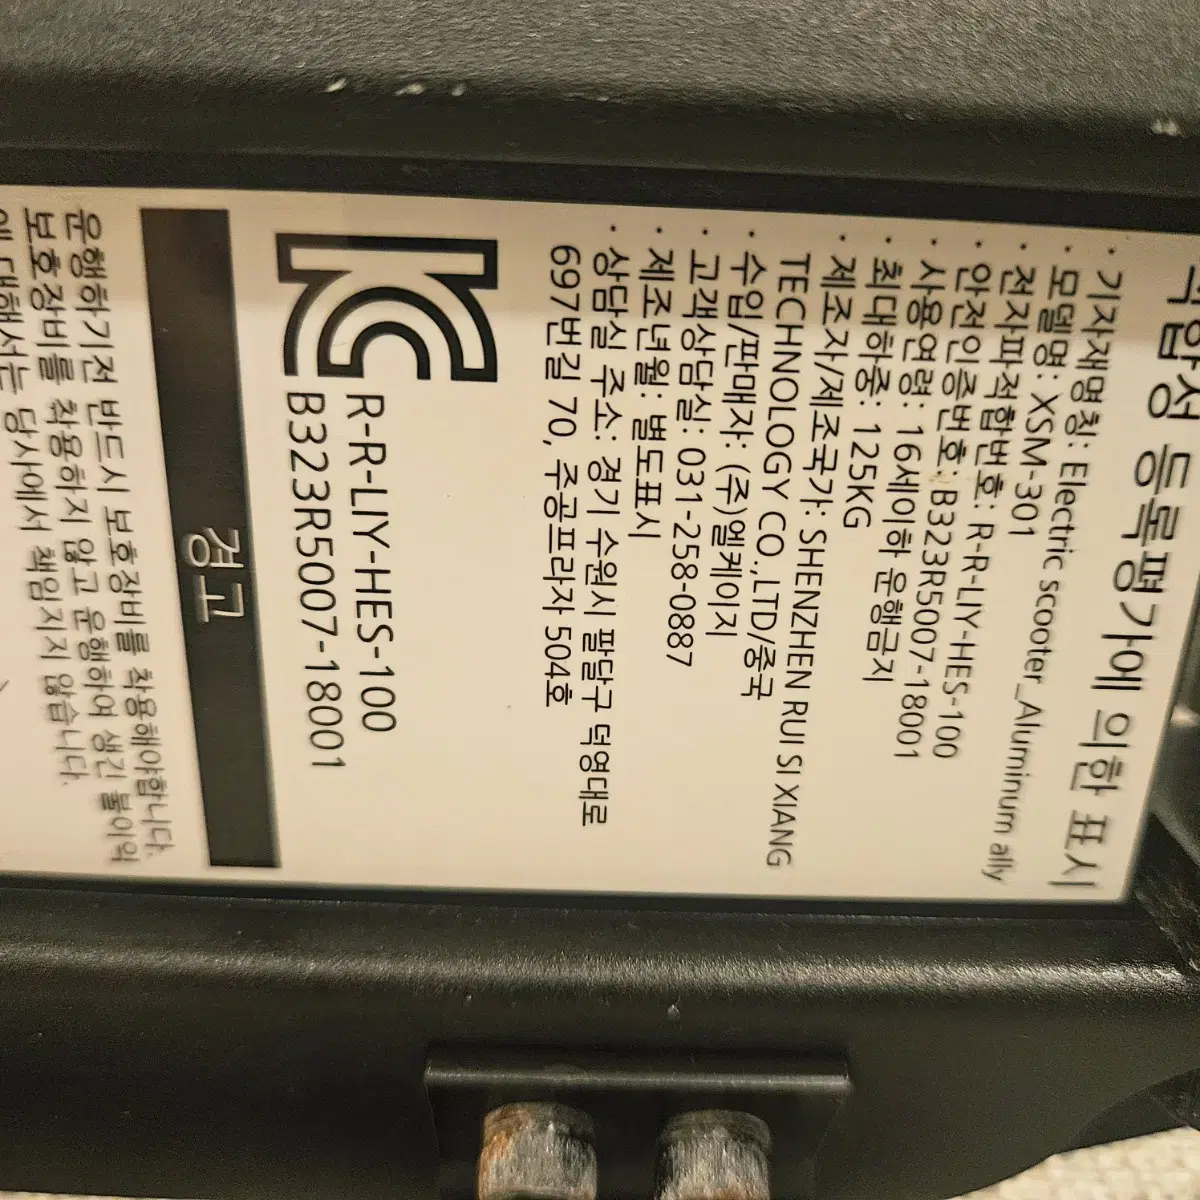 적합성 등록평가에 의한 표시
· 기자재명칭: Electric scooter_Aluminum ally
· 모델명: XSM-301
· 전자파적합번호: R-R-LIY-HES-100
· 안전인증번호: B323R5007-18001
· 사용연령: 16세이하 운행금지
· 최대하중: 125KG
· 제조자/제조국가: SHENZHEN RUI SI XIANG
TECHNOLOGY CO.,LTD/중국
· 수입/판매자: (주)엘케이지
· 고객상담실: 031-258-0887
· 제조년월: 별도표시
· 상담실 주소: 경기 수원시 팔달구 덕영대로
697번길 70, 주공프라자 504호
KC
R-R-LIY-HES-100
B323R5007-18001
경고
운행하기전 반드시 보호장비를 착용해야합니다.
보호장비를 착용하지 않고 운행하여 생긴 불이익
에 대해서는 당사에서 책임지지 않습니다.